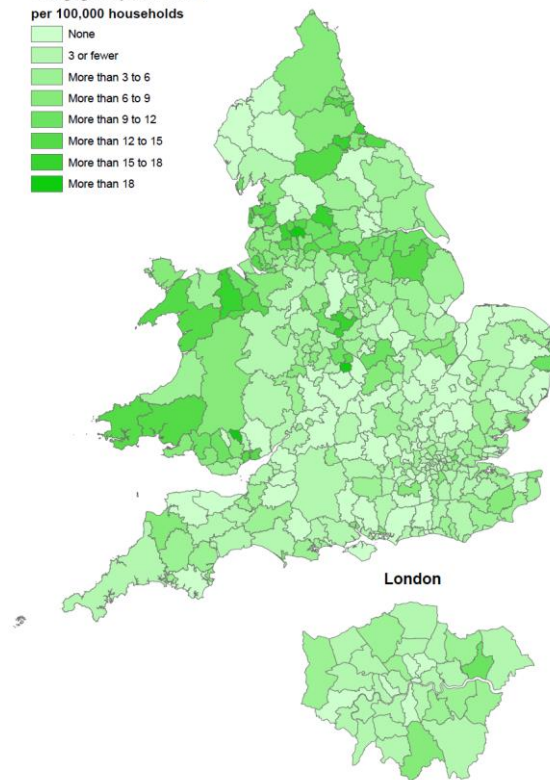 per 100,000 households
None
3 or fewer
More than 3 to 6
More than 6 to 9
More than 9 to 12
More than 12 to 15
More than 15 to 18
More than 18
London